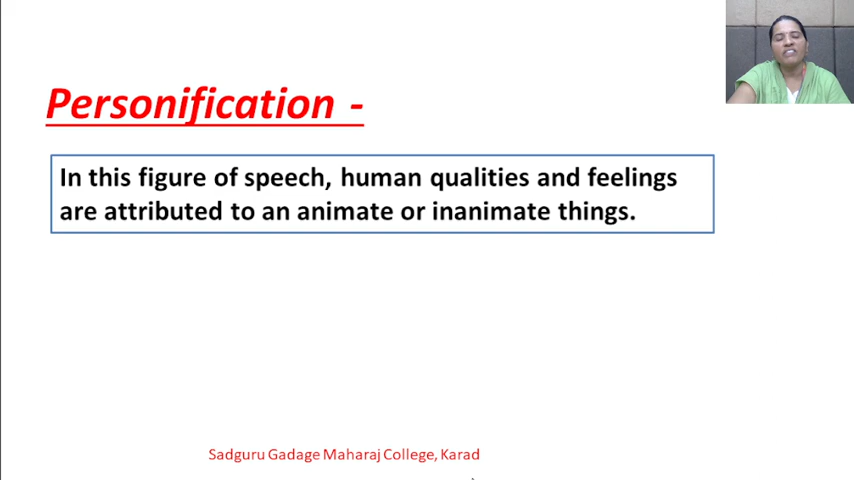 Personification -
In this figure of speech, human qualities and feelings
are attributed to an animate or inanimate things.
Sadguru Gadage Maharaj College, Karad